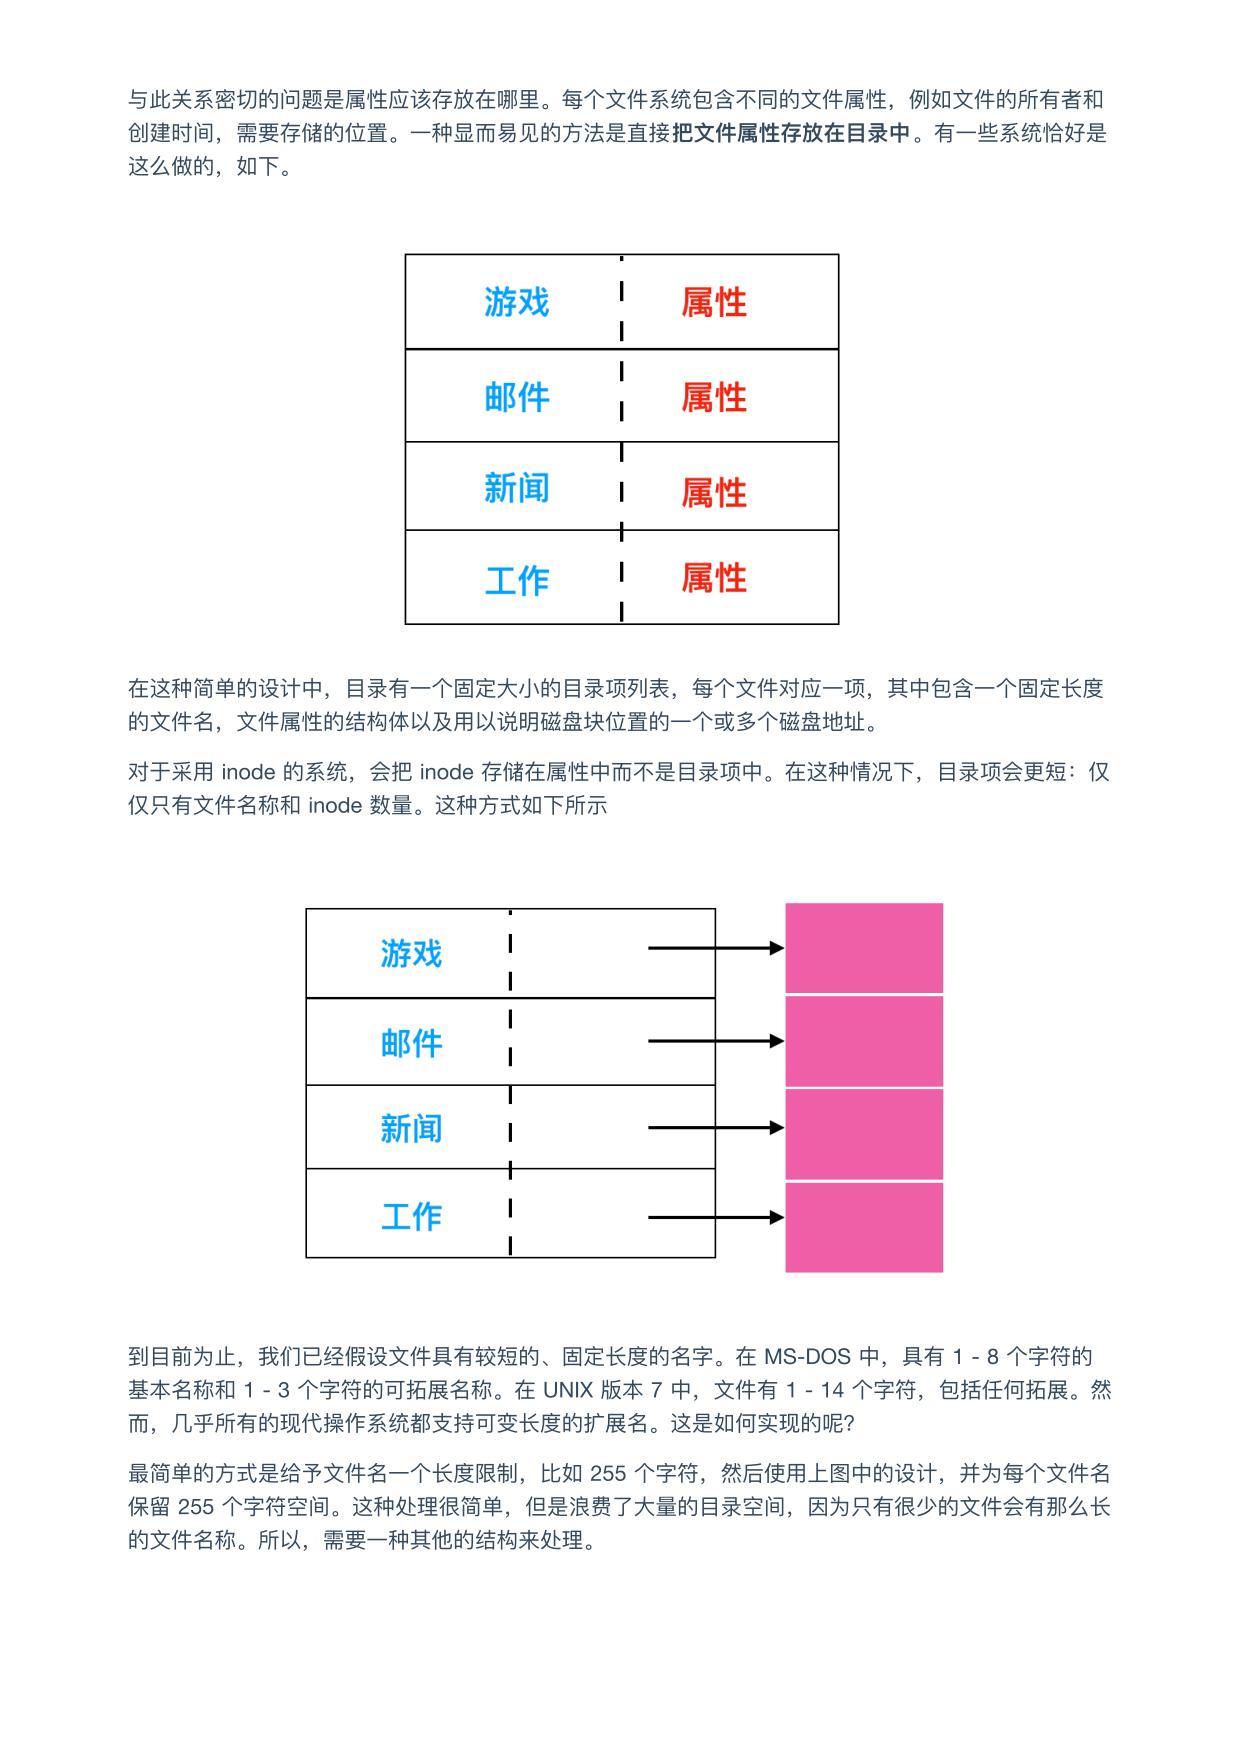 与此关系密切的问题是属性应该存放在哪里。每个文件系统包含不同的文件属性，例如文件的所有者和
创建时间，需要存储的位置。一种显而易见的方法是直接把文件属性存放在目录中。有一些系统恰好是
这么做的，如下。
游戏 属性
邮件 属性
新闻 属性
工作 属性
在这种简单的设计中，目录有一个固定大小的目录项列表，每个文件对应一项，其中包含一个固定长度
的文件名，文件属性的结构体以及用以说明磁盘块位置的一个或多个磁盘地址。
对于采用 inode 的系统，会把 inode 存储在属性中而不是目录项中。在这种情况下，目录项会更短：仅
仅只有文件名称和 inode 数量。这种方式如下所示
游戏
邮件
新闻
工作
到目前为止，我们已经假设文件具有较短的、固定长度的名字。在 MS-DOS 中，具有 1 - 8 个字符的
基本名称和 1 - 3 个字符的可拓展名称。在 UNIX 版本 7 中，文件有 1 - 14 个字符，包括任何拓展。然
而，几乎所有的现代操作系统都支持可变长度的扩展名。这是如何实现的呢？
最简单的方式是给予文件名一个长度限制，比如 255 个字符，然后使用上图中的设计，并为每个文件名
保留 255 个字符空间。这种处理很简单，但是浪费了大量的目录空间，因为只有很少的文件会有那么长
的文件名称。所以，需要一种其他的结构来处理。